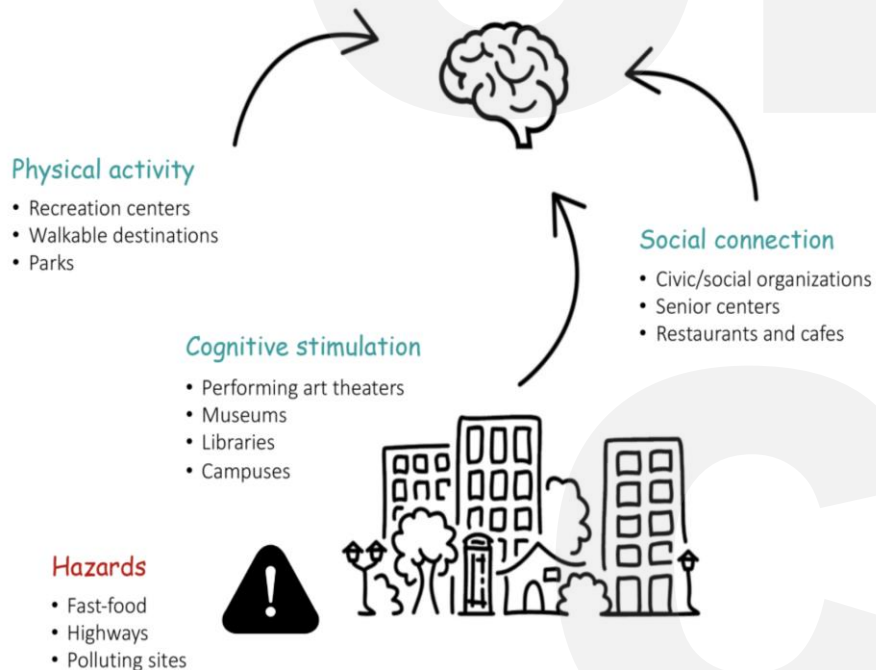 Physical activity
• Recreation centers
• Walkable destinations
• Parks
Social connection
• Civic/social organizations
• Senior centers
• Restaurants and cafes
Cognitive stimulation
• Performing art theaters
• Museums
• Libraries
• Campuses
Hazards
• Fast-food
• Highways
• Polluting sites
!